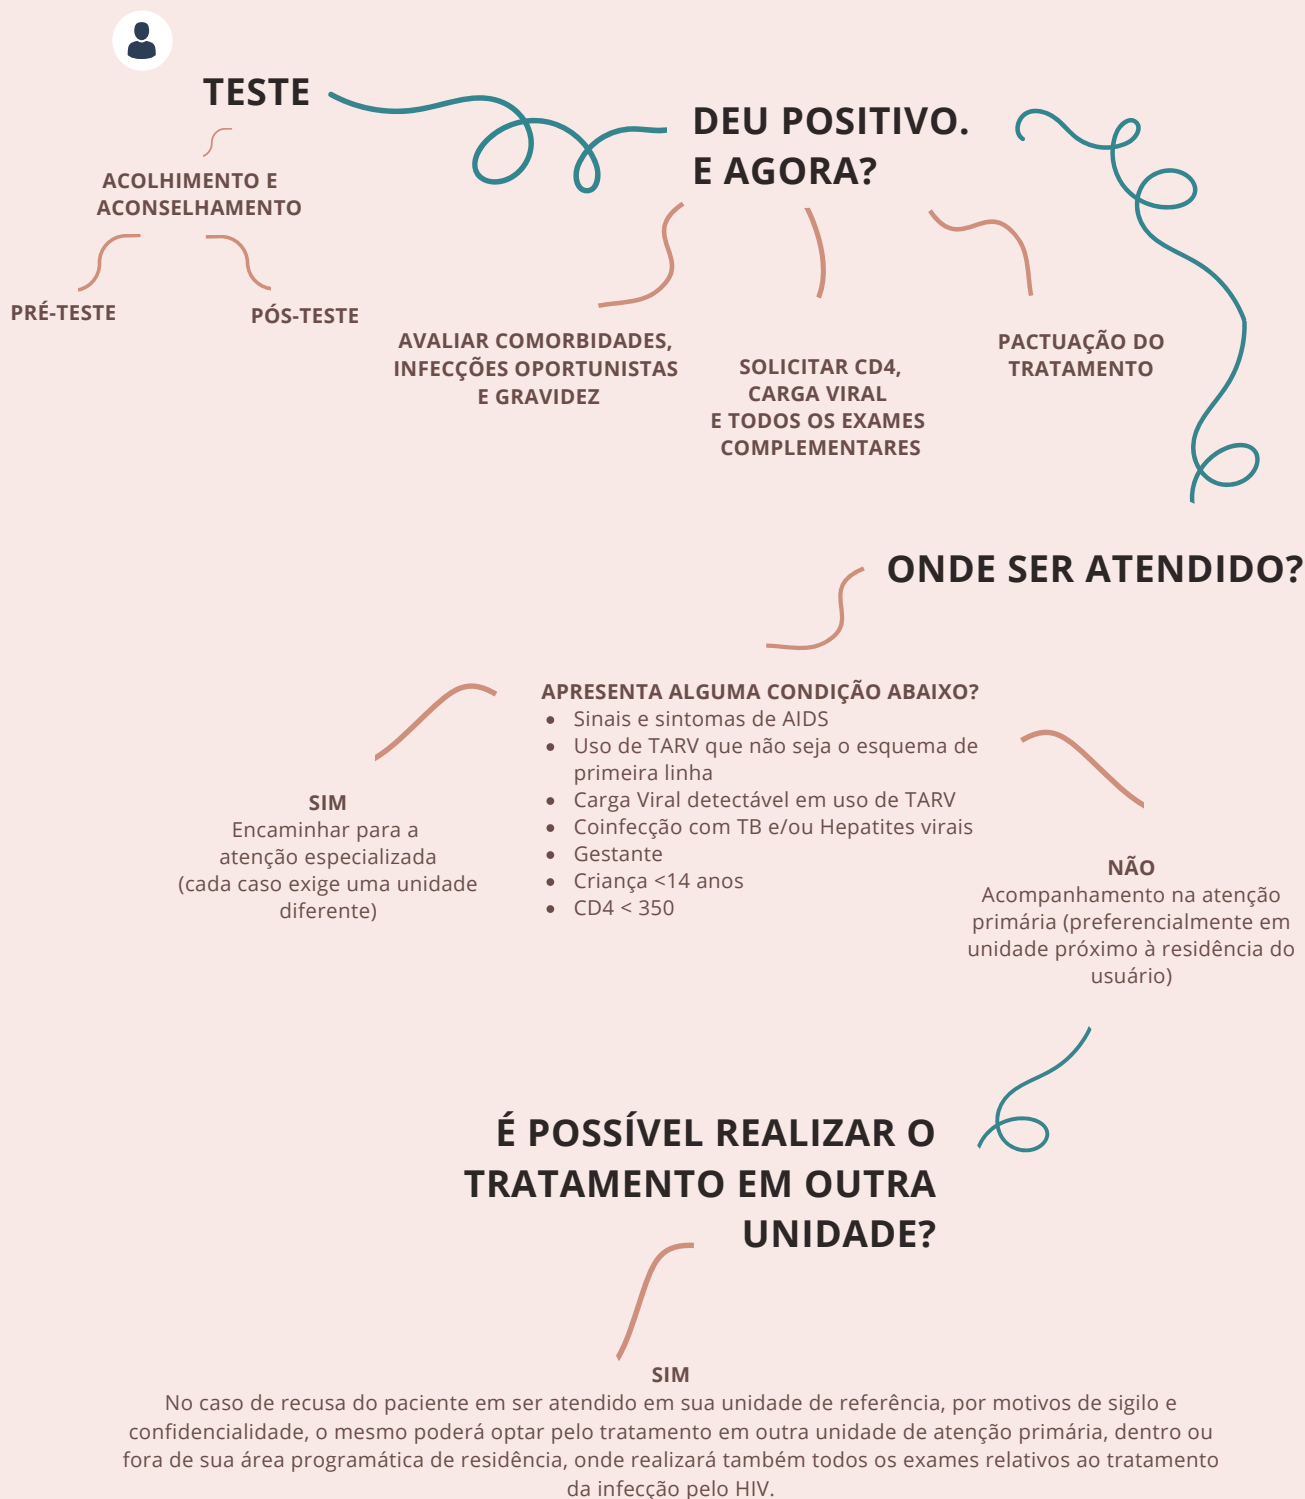 TESTE
ACOLHIMENTO E
ACONSELHAMENTO
PRÉ-TESTE
PÓS-TESTE
DEU POSITIVO.
E AGORA?
AVALIAR COMORBIDADES,
INFECÇÕES OPORTUNISTAS
E GRAVIDEZ
SOLICITAR CD4,
CARGA VIRAL
E TODOS OS EXAMES
COMPLEMENTARES
PACTUAÇÃO DO
TRATAMENTO
ONDE SER ATENDIDO?
APRESENTA ALGUMA CONDIÇÃO ABAIXO?
• Sinais e sintomas de AIDS
• Uso de TARV que não seja o esquema de
primeira linha
• Carga Viral detectável em uso de TARV
• Coinfecção com TB e/ou Hepatites virais
• Gestante
• Criança <14 anos
• CD4 < 350
SIM
Encaminhar para a
atenção especializada
(cada caso exige uma unidade
diferente)
NÃO
Acompanhamento na atenção
primária (preferencialmente em
unidade próximo à residência do
usuário)
É POSSÍVEL REALIZAR O
TRATAMENTO EM OUTRA
UNIDADE?
SIM
No caso de recusa do paciente em ser atendido em sua unidade de referência, por motivos de sigilo e
confidencialidade, o mesmo poderá optar pelo tratamento em outra unidade de atenção primária, dentro ou
fora de sua área programática de residência, onde realizará também todos os exames relativos ao tratamento
da infecção pelo HIV.